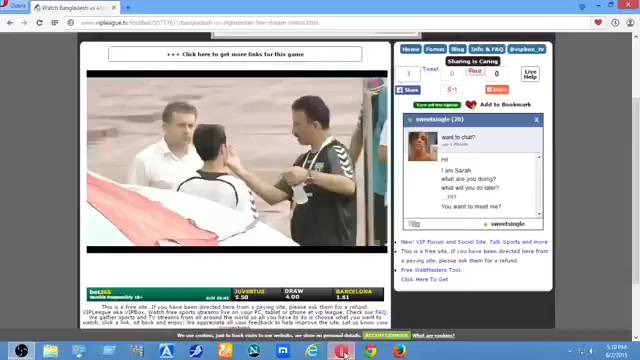 Opera
Watch Bangladesh vs Afgha
www.vipleague.tv/football/307576/1/bangladesh-vs-afghanistan-live-stream-online.html
+++ Click here to get more links for this game
Home
Forum
Blog
Info & FAQ
Sharing is Caring
3
Tweet
0
Pin it
0
Share
g+1
Share
Live
Help
Add to Bookmark
sweetsingle (20)
X
want to chat?
Hi
I am Sarah
what are you doing?
what will you do later?
...Hi?
You want to meet me?
sweetsingle
New! VIP Forum and Social Site. Talk Sports and more
This is a free site. If you have been directed here from a
paying site, please ask them for a refund.
Free WebMasters Tool.
Click Here To Get
bet365
JUVENTUS
5.50
DRAW
4.00
BARCELONA
1.61
This is a free site. If you have been directed here from a paying site, please ask them for a refund.
VIPLeague aka VIPBox. Watch free sports streams on your PC, tablet or phone at vip league. Check our FAQ.
We gather sports and TV streams from all around the world so all you have to do is choose what you want to
watch, click a link, sit back and enjoy! We appreciate all your feedback to help improve the site. Let us know your
We use cookies, just to track visits to our website, we store no personal details.
ACCEPT COOKIES
What are cookies?
5:10 PM
6/2/2015